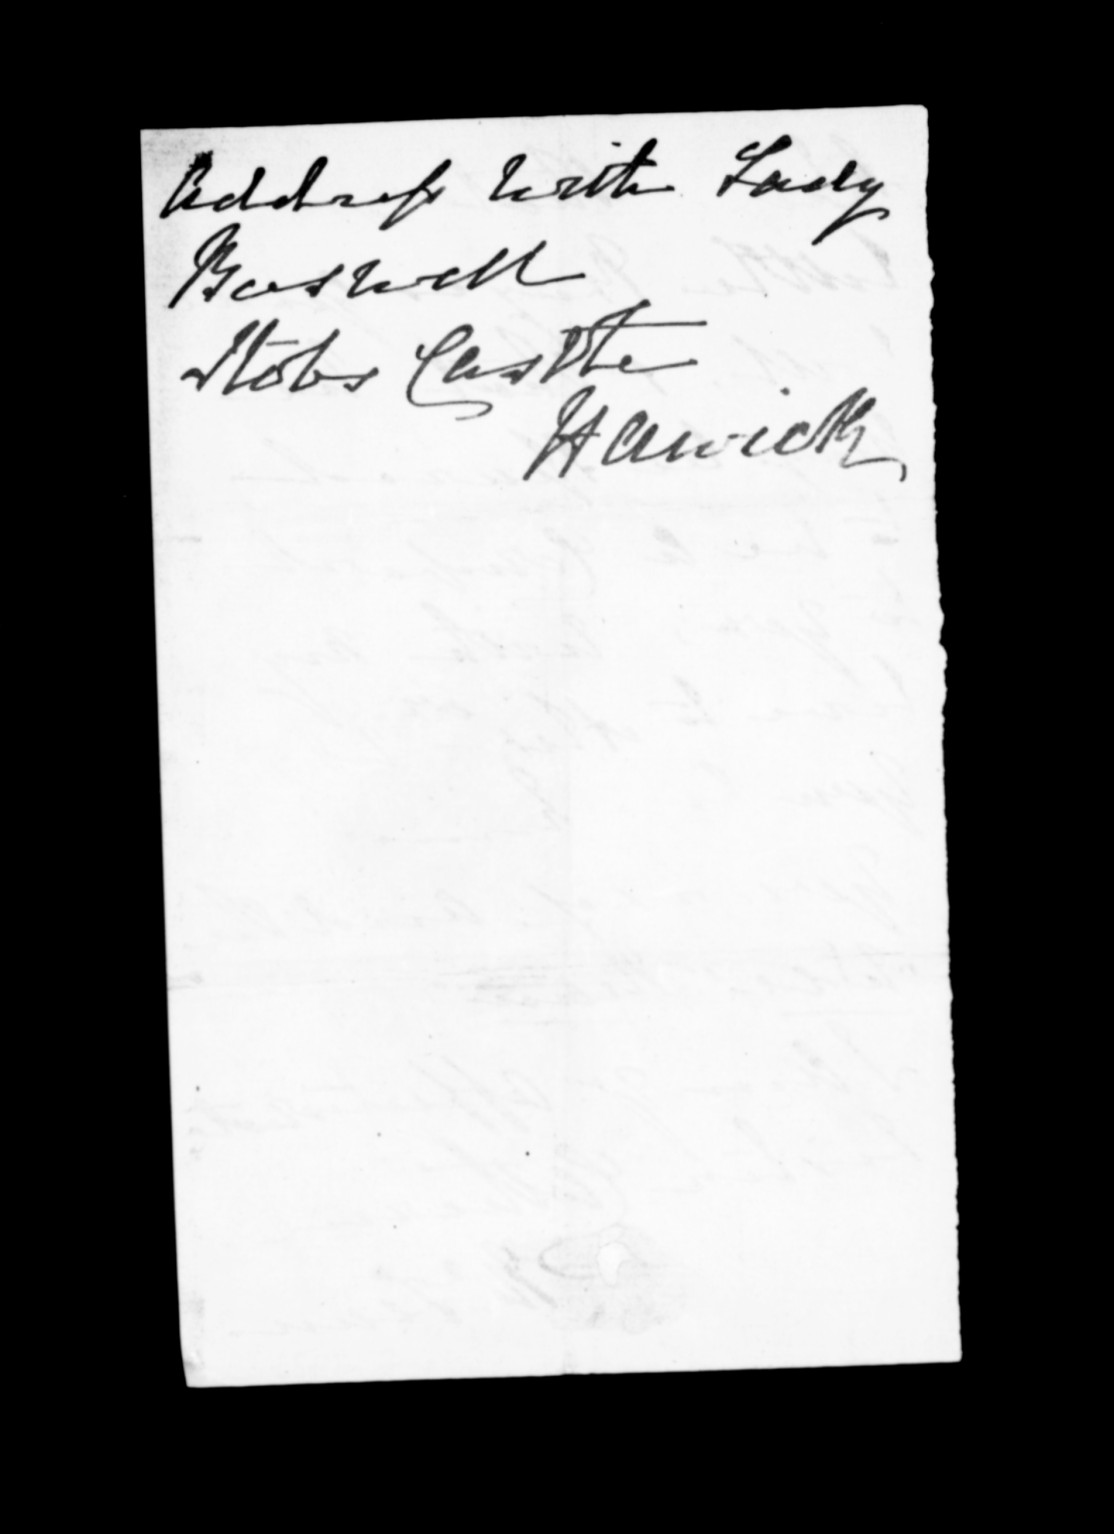 Address with Lady
Boswell
Stobs Castle
Hawick